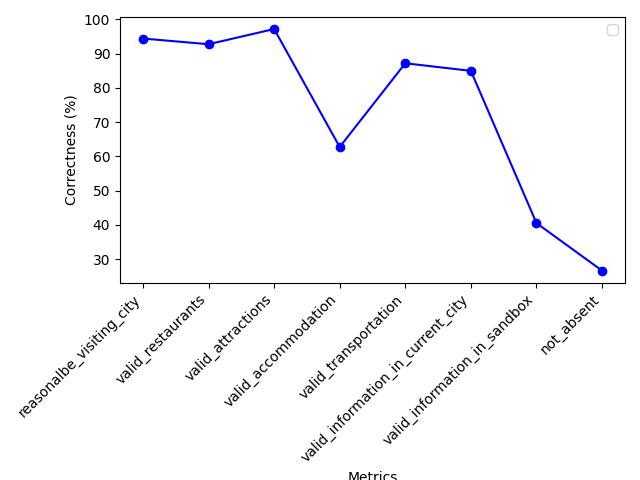 100
90
80
70
60
50
40
30
Correctness (%)
reasonalbe_visiting_city
valid_restaurants
valid_attractions
valid_accommodation
valid_transportation
valid_information_in_current_city
valid_information_in_sandbox
not_absent
Metrics